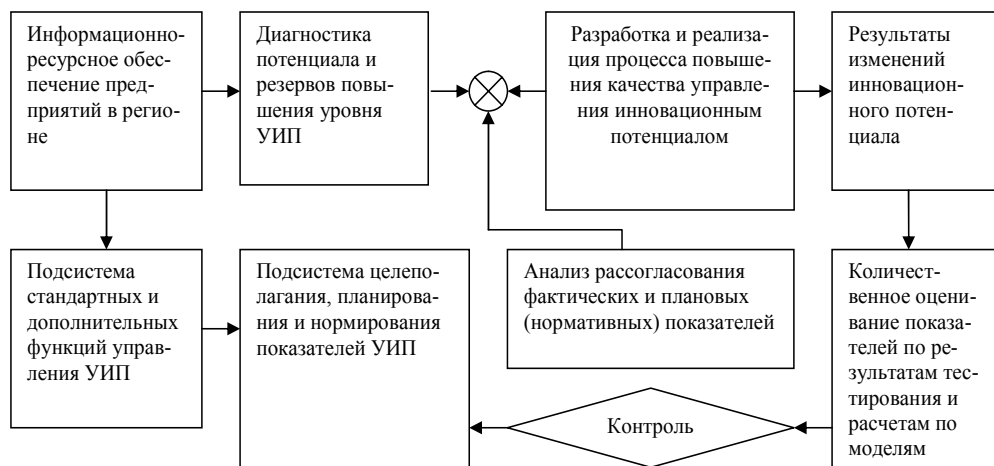 Информационно-
ресурсное обес-
печение пред-
приятий в регио-
не
Диагностика
потенциала и
резервов повы-
шения уровня
УИП
Разработка и реализа-
ция процесса повыше-
ния качества управле-
ния инновационным
потенциалом
Результаты
изменений
инновацион-
ного потен-
циала
Подсистема
стандартных и
дополнительных
функций управ-
ления УИП
Подсистема целепо-
лагания, планирова-
ния и нормирования
показателей УИП
Анализ рассогласования
фактических и плановых
(нормативных) показателей
Количест-
венное оцени-
вание показа-
телей по ре-
зультатам тес-
тирования и
расчетам по
моделям
Контроль